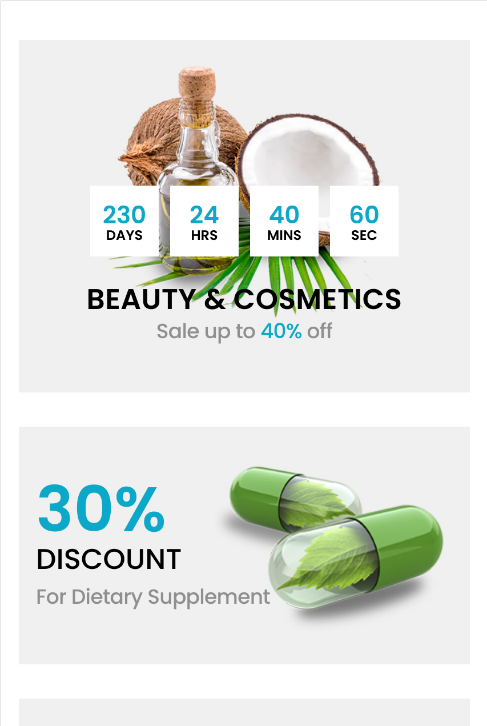 230 24 40 60
DAYS HRS MINS SEC
BEAUTY & COSMETICS
Sale up to 40% off
30%
DISCOUNT
For Dietary Supplement